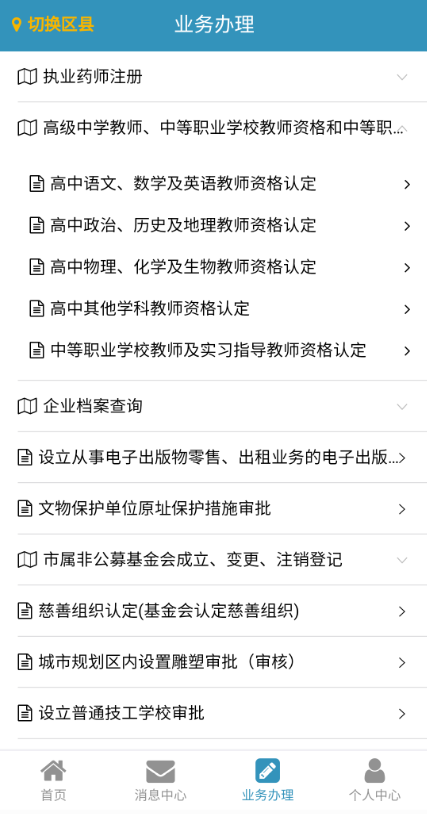 切换区县
业务办理
执业药师注册
高级中学教师、中等职业学校教师资格和中等职...
高中语文、数学及英语教师资格认定
高中政治、历史及地理教师资格认定
高中物理、化学及生物教师资格认定
高中其他学科教师资格认定
中等职业学校教师及实习指导教师资格认定
企业档案查询
设立从事电子出版物零售、出租业务的电子出版...
文物保护单位原址保护措施审批
市属非公募基金会成立、变更、注销登记
慈善组织认定(基金会认定慈善组织)
城市规划区内设置雕塑审批（审核）
设立普通技工学校审批
首页
消息中心
业务办理
个人中心